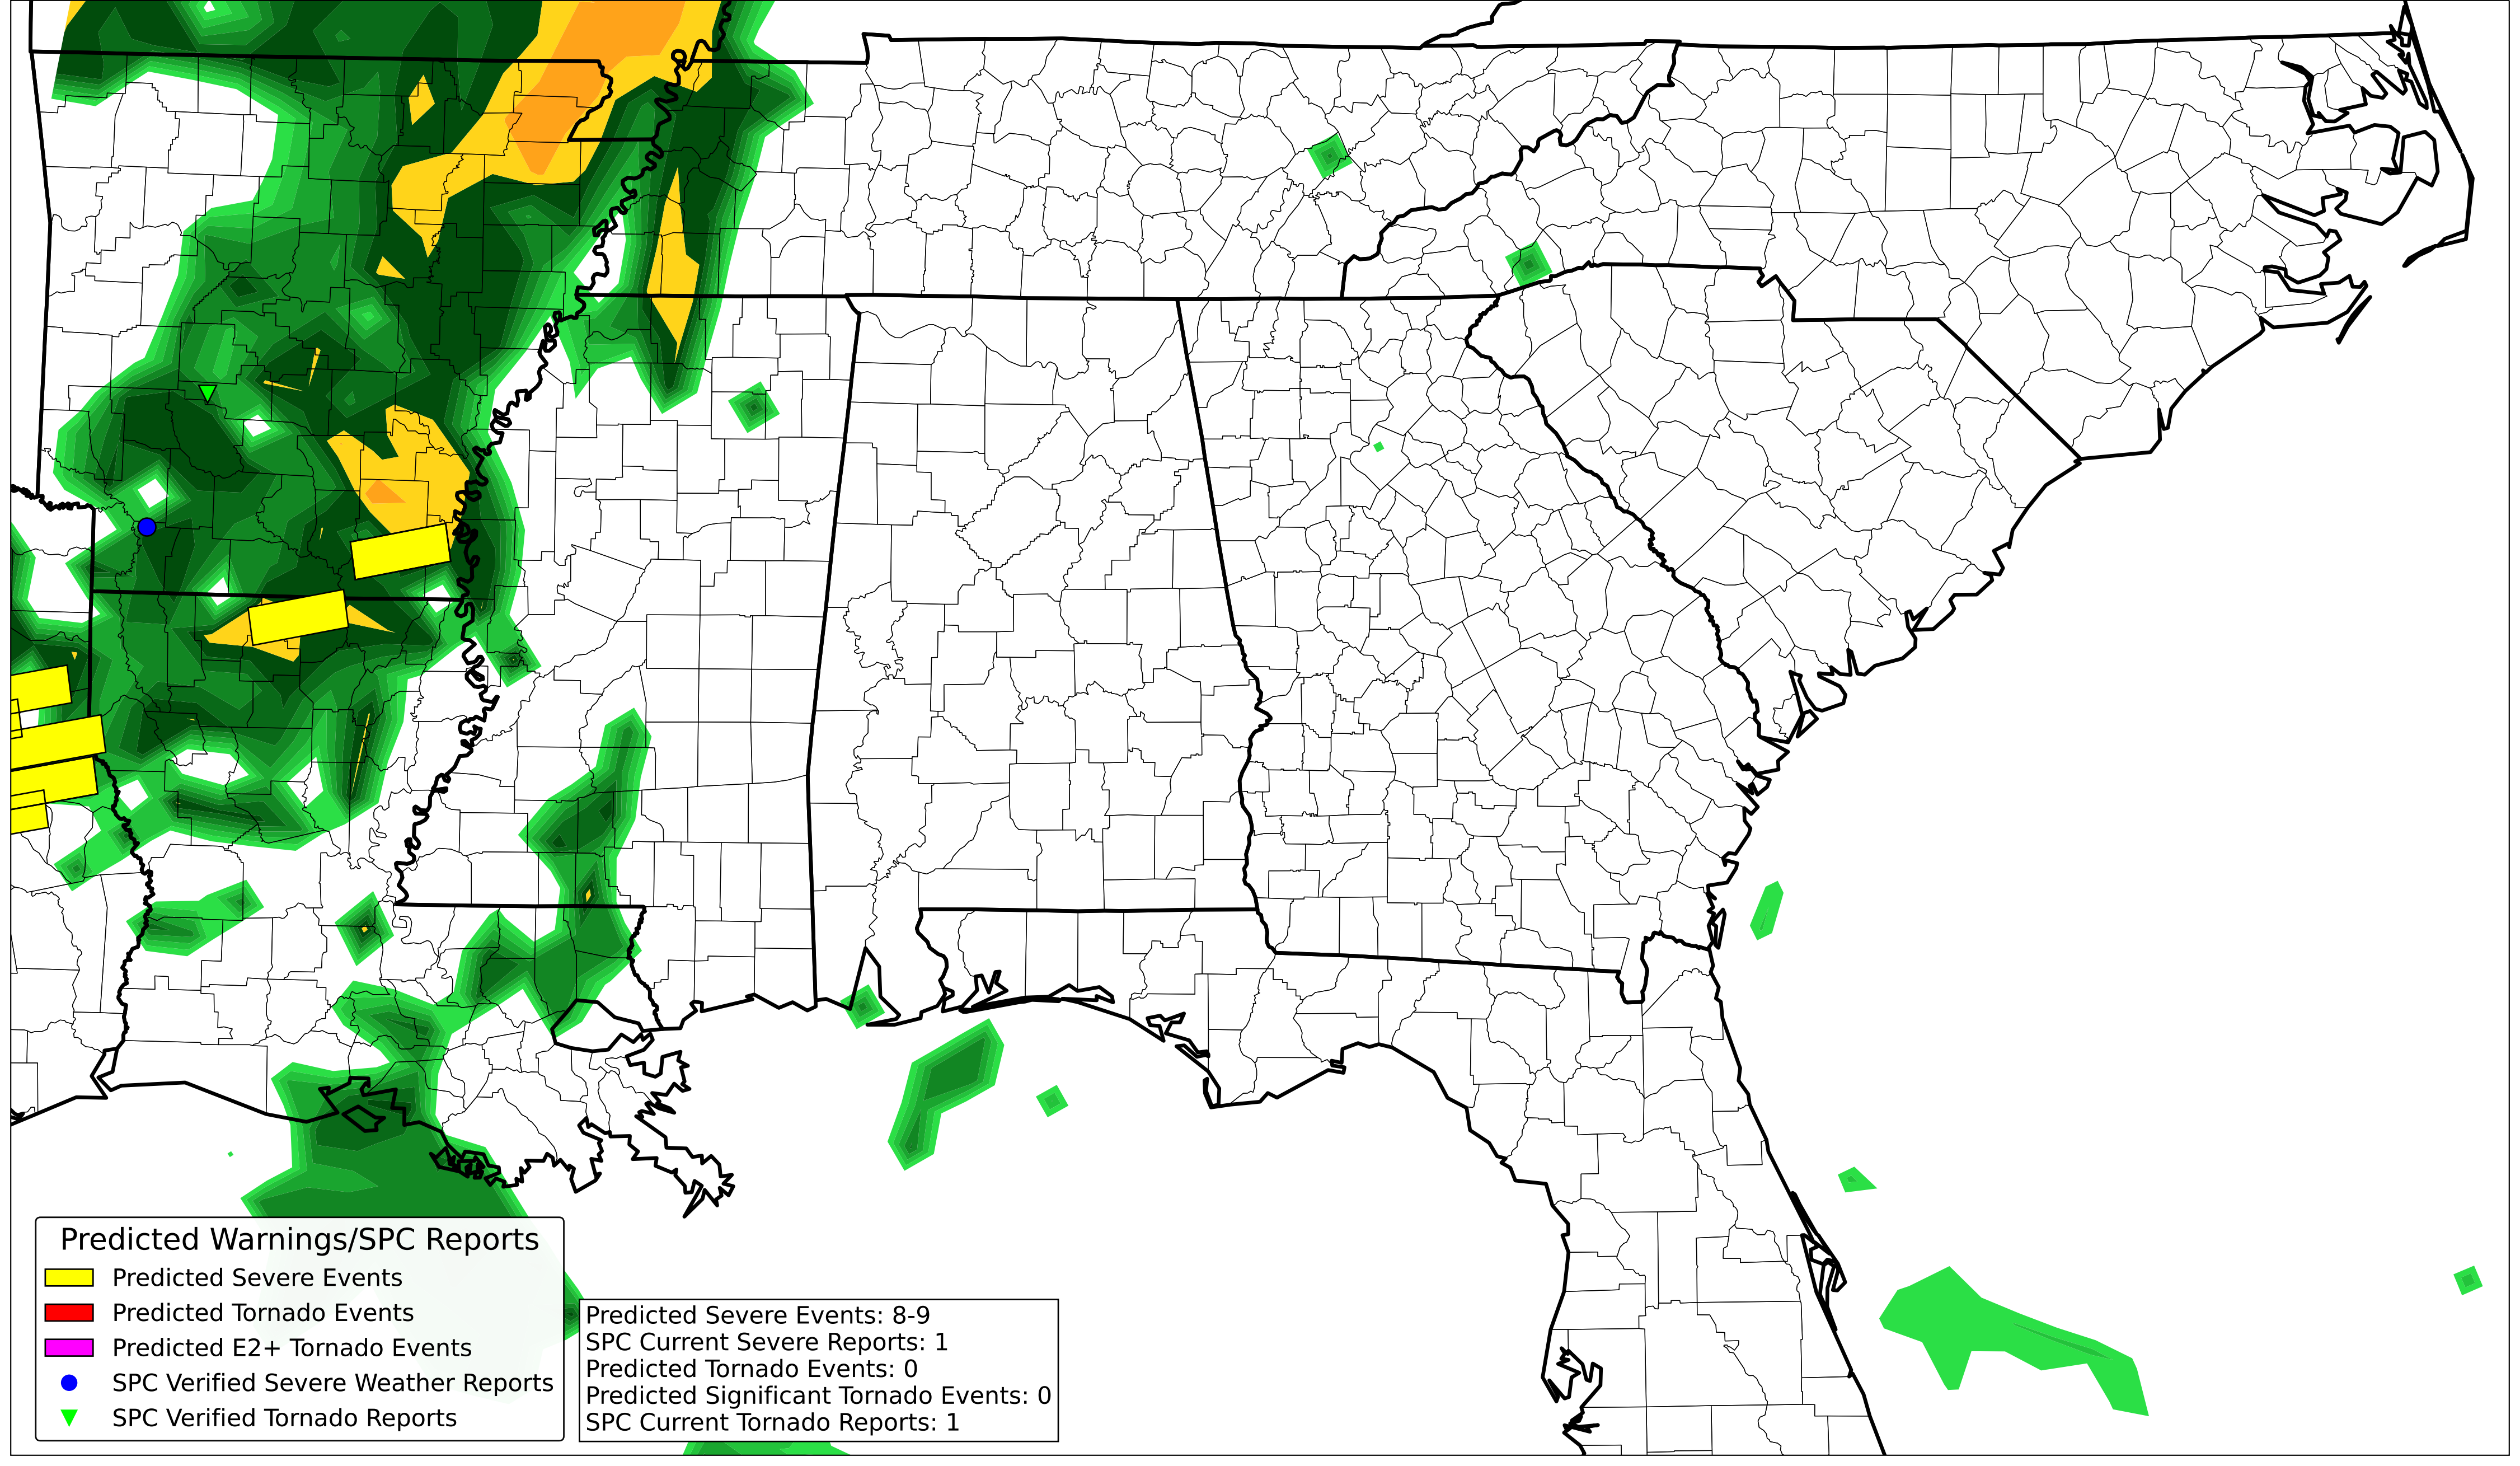 Predicted Warnings/SPC Reports
Predicted Severe Events
Predicted Tornado Events
Predicted E2+ Tornado Events
SPC Verified Severe Weather Reports
SPC Verified Tornado Reports
Predicted Severe Events: 8-9
SPC Current Severe Reports: 1
Predicted Tornado Events: 0
Predicted Significant Tornado Events: 0
SPC Current Tornado Reports: 1